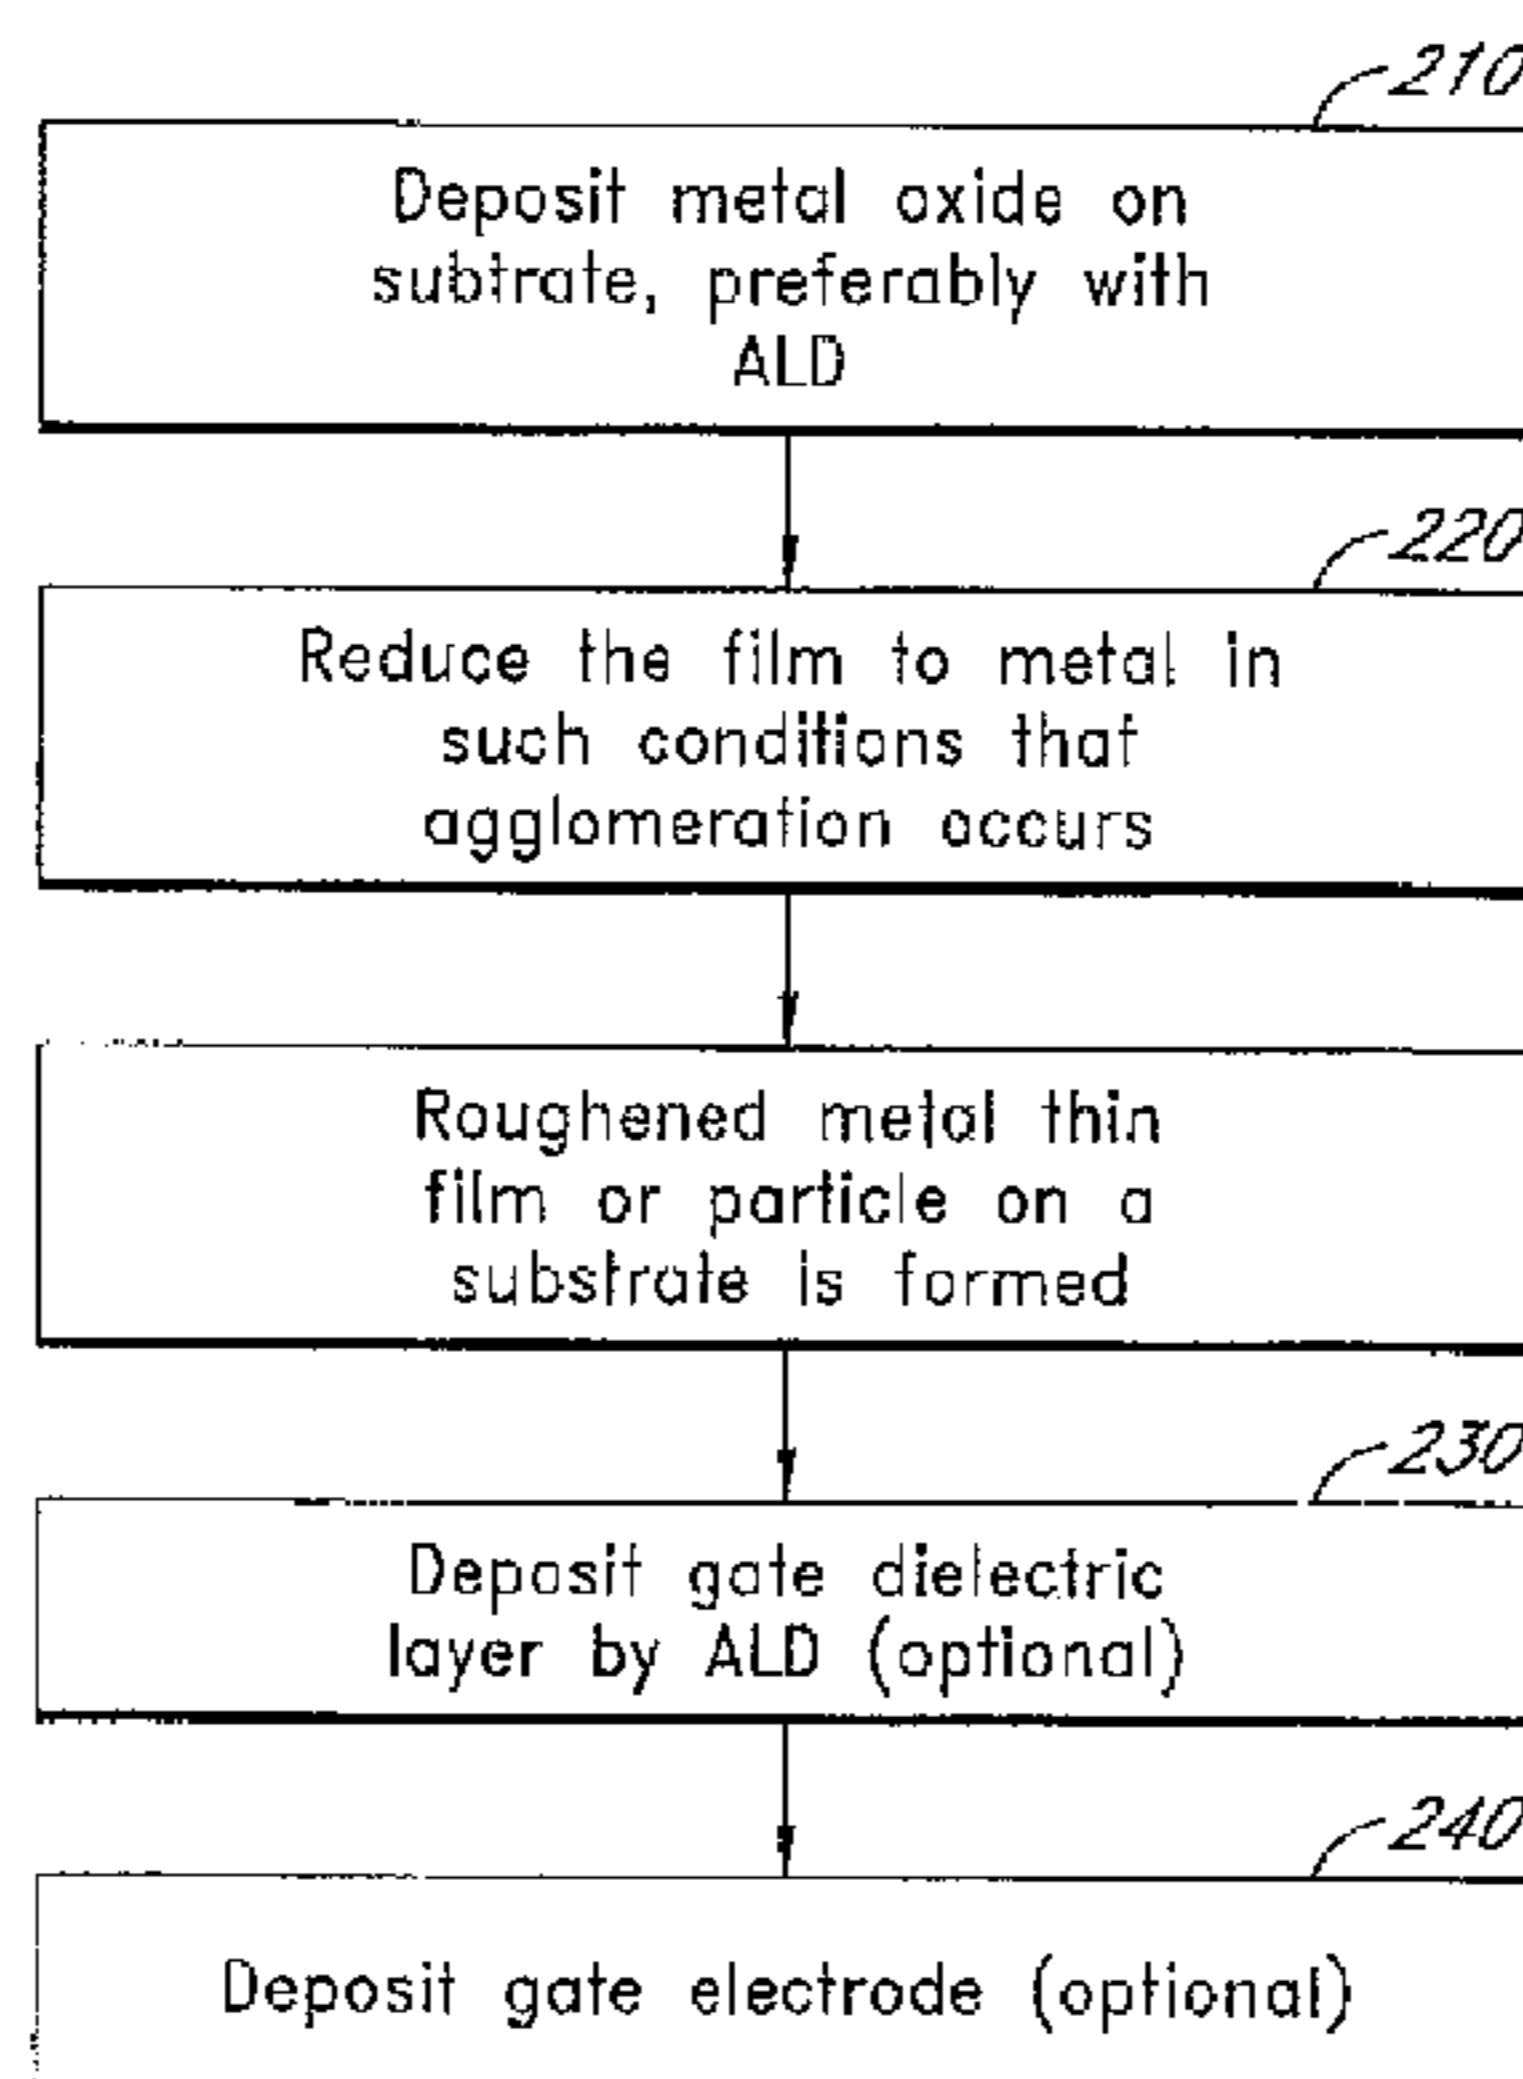 210
Deposit metal oxide on
subtrate, preferably with
ALD
220
Reduce the film to metal in
such conditions that
agglomeration occurs
Roughened metal thin
film or particle on a
substrate is formed
230
Deposit gate dielectric
layer by ALD (optional)
240
Deposit gate electrode (optional)